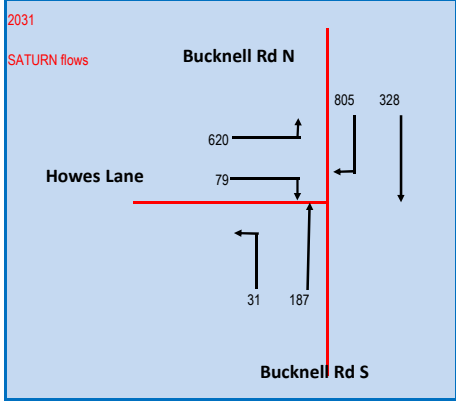 2031
SATURN flows
Bucknell Rd N
805 328
620
Howes Lane
79
31 187
Bucknell Rd S